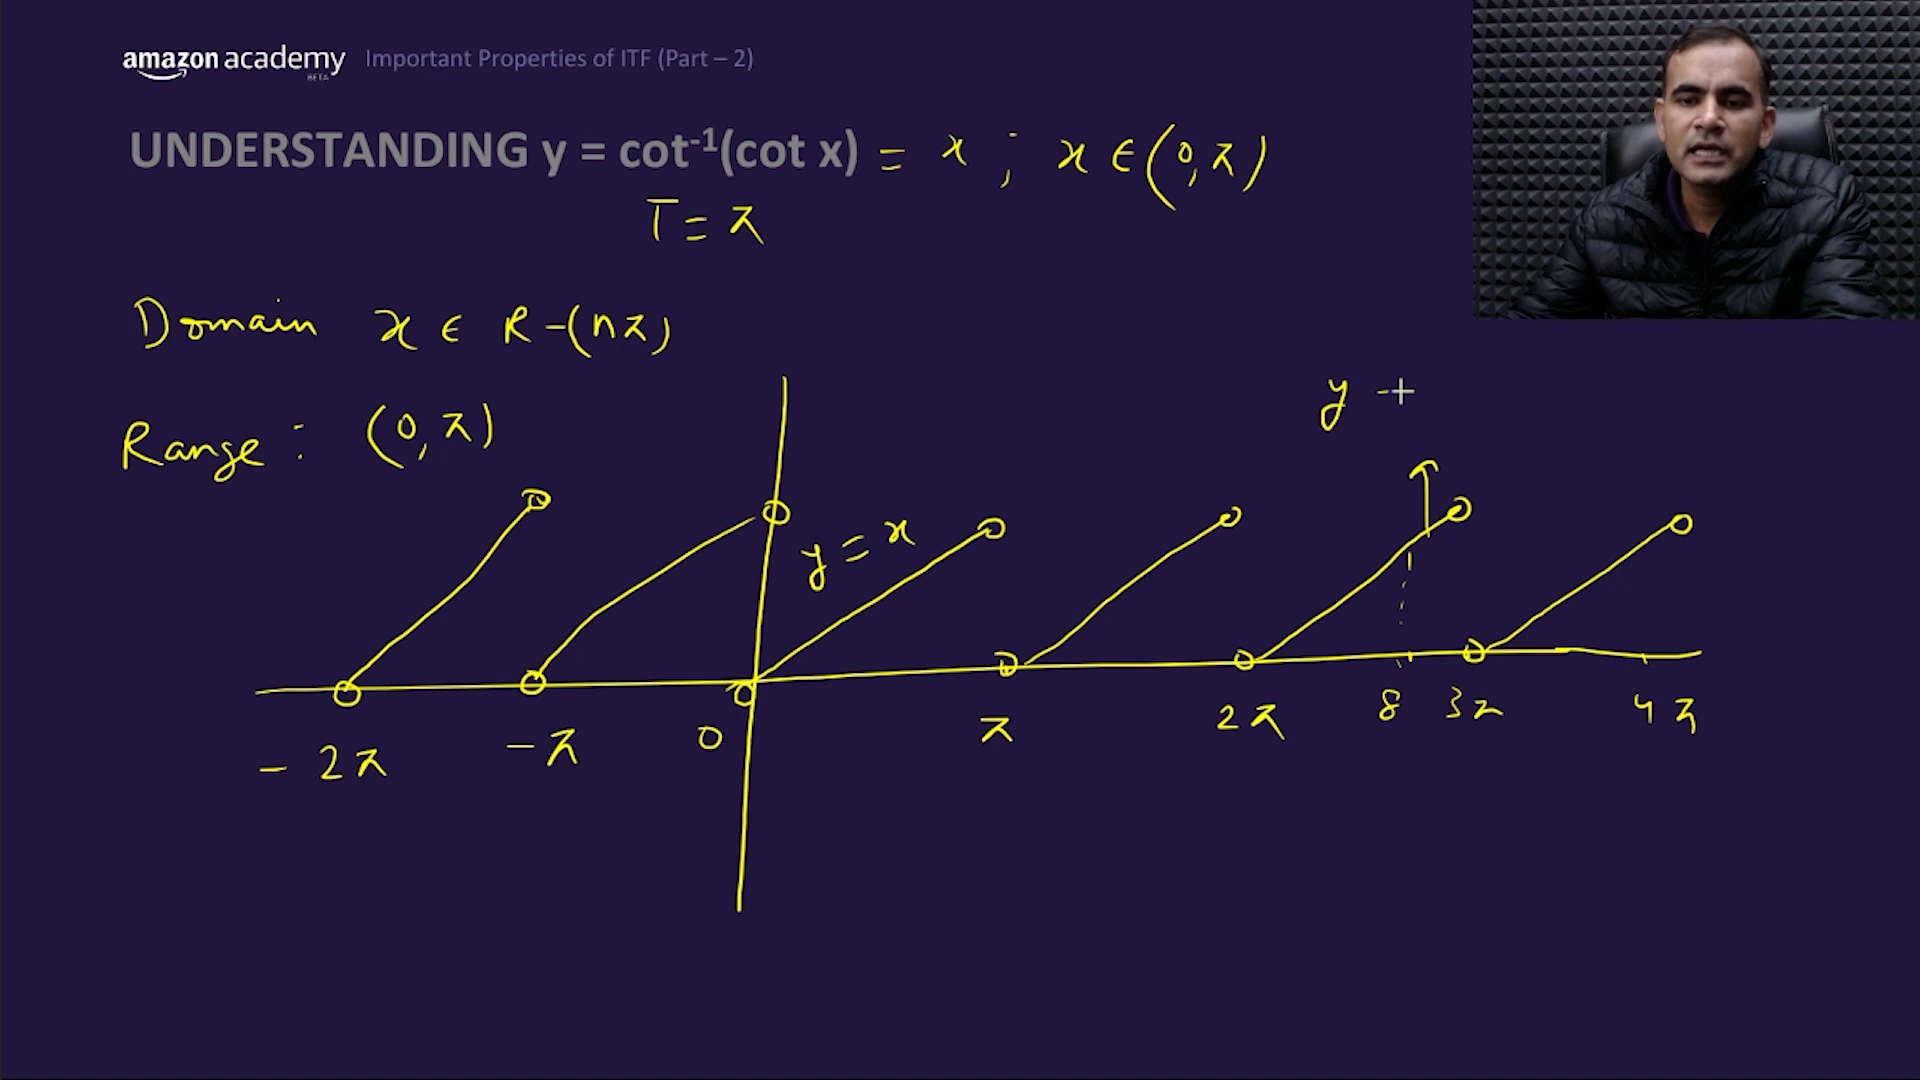 amazon academy Important Properties of ITF (Part – 2)
BETA
UNDERSTANDING y = cot⁻¹(cot x) = x ; x ∈ (0, π)
T = π
Domain x ∈ R - (nπ)
Range : (0, π)
y -
y = x
-2π -π 0 π 2π 8 3π 4π